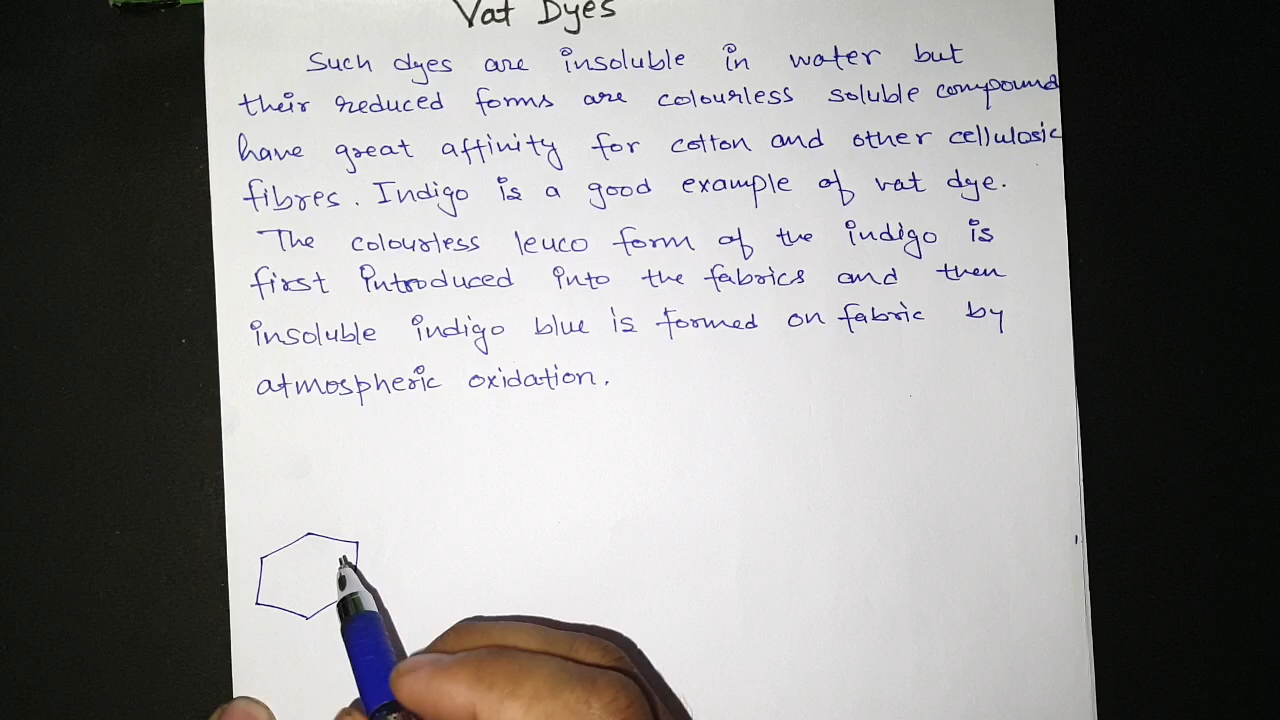 Vat Dyes
Such dyes are insoluble in water but
their reduced forms are colourless soluble compound
have great affinity for cotton and other cellulosic
fibres. Indigo is a good example of vat dye.
The colourless leuco form of the indigo is
first introduced into the fabrics and then
insoluble indigo blue is formed on fabric by
atmospheric oxidation.